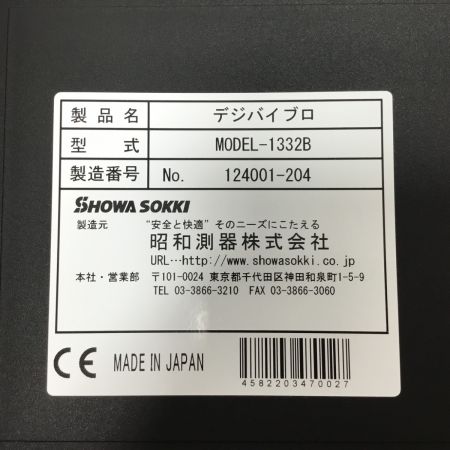 製品名 デジバイブロ
型式 MODEL-1332B
製造番号 No. 124001-204
SHOWA SOKKI
製造元 “安全と快適”そのニーズにこたえる
昭和測器株式会社
URL…http://www.showasokki.co.jp
本社・営業部 〒101-0024 東京都千代田区神田和泉町1-5-9
TEL 03-3866-3210 FAX 03-3866-3060
CE MADE IN JAPAN
4582203470027